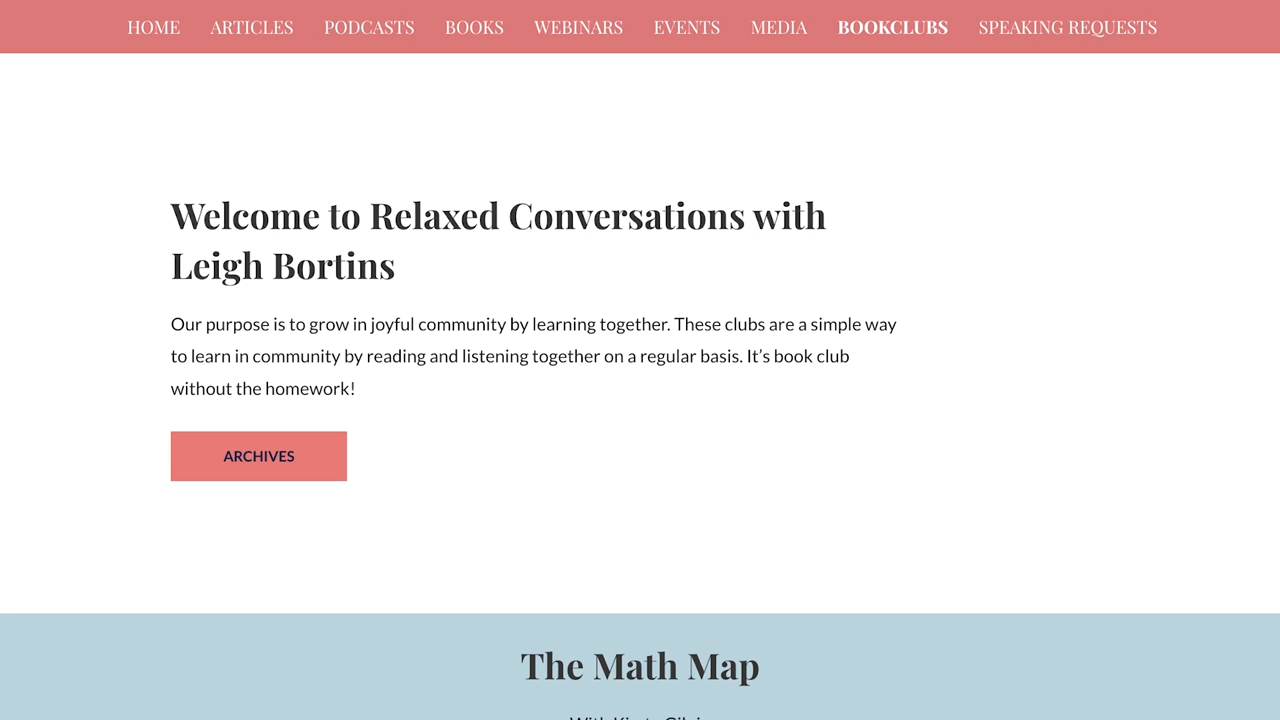 HOME ARTICLES PODCASTS BOOKS WEBINARS EVENTS MEDIA BOOKCLUBS SPEAKING REQUESTS
Welcome to Relaxed Conversations with
Leigh Bortins
Our purpose is to grow in joyful community by learning together. These clubs are a simple way
to learn in community by reading and listening together on a regular basis. It’s book club
without the homework!
ARCHIVES
The Math Map
With